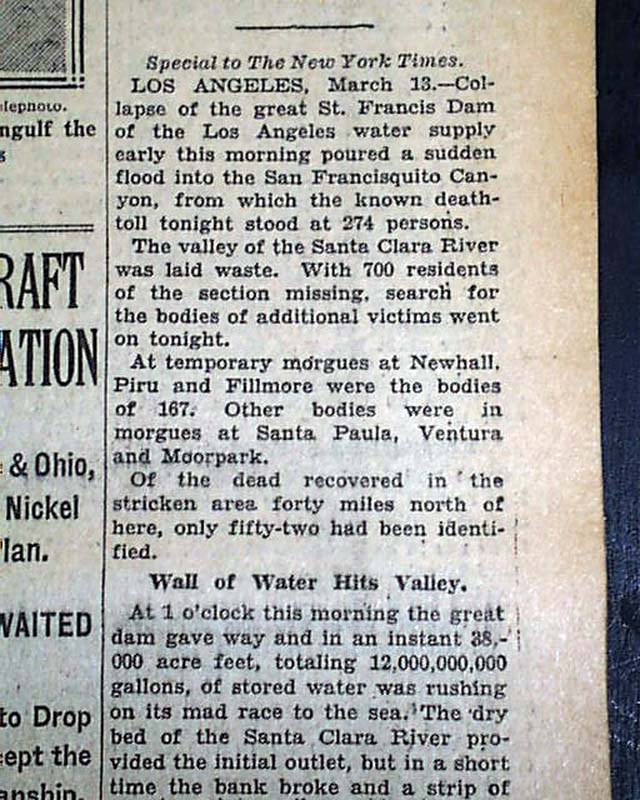 elephoto.
ngulf the
s
RAFT
ATION
& Ohio,
Nickel
lan.
WAITED
to Drop
cept the
anship.
Special to The New York Times.
LOS ANGELES, March 13.—Col-
lapse of the great St. Francis Dam
of the Los Angeles water supply
early this morning poured a sudden
flood into the San Francisquito Can-
yon, from which the known death-
toll tonight stood at 274 persons.
The valley of the Santa Clara River
was laid waste. With 700 residents
of the section missing, search for
the bodies of additional victims went
on tonight.
At temporary morgues at Newhall,
Piru and Fillmore were the bodies
of 167. Other bodies were in
morgues at Santa Paula, Ventura
and Moorpark.
Of the dead recovered in the
stricken area forty miles north of
here, only fifty-two had been identi-
fied.
Wall of Water Hits Valley.
At 1 o'clock this morning the great
dam gave way and in an instant 38,-
000 acre feet, totaling 12,000,000,000
gallons, of stored water was rushing
on its mad race to the sea. The dry
bed of the Santa Clara River pro-
vided the initial outlet, but in a short
time the bank broke and a strip of